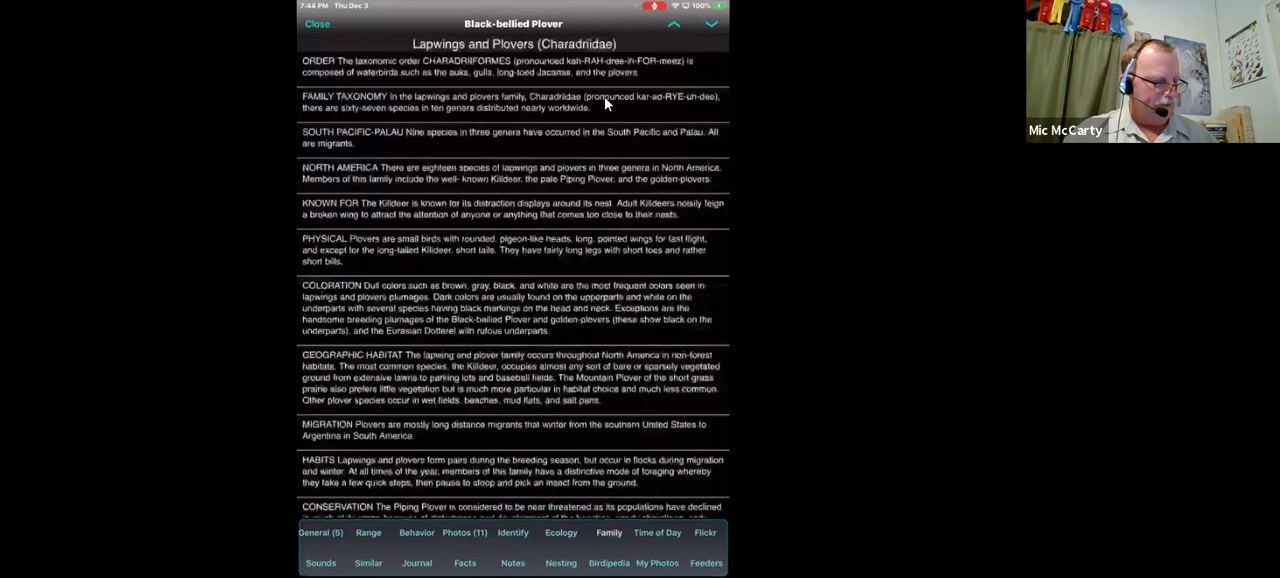 7:44 PM Thu Dec 3
100%
Close
Black-bellied Plover
Lapwings and Plovers (Charadriidae)
ORDER The taxonomic order CHARADRIIFORMES (pronounced kah-RAH-dree-ih-FOR-meez) is
composed of waterbirds such as the auks, gulls, long-toed Jacanas, and the plovers
FAMILY TAXONOMY In the lapwings and plovers family, Charadriidae (pronounced kar-ad-RYE-uh-dee),
there are sixty-seven species in ten genera distributed nearly worldwide.
SOUTH PACIFIC-PALAU Nine species in three genera have occurred in the South Pacific and Palau. All
are migrants.
NORTH AMERICA There are eighteen species of lapwings and plovers in three genera in North America.
Members of this family include the well- known Killdeer, the pale Piping Plover, and the golden-plovers.
KNOWN FOR The Killdeer is known for its distraction displays around its nest. Adult Killdeers noisily feign
a broken wing to attract the attention of anyone or anything that comes too close to their nests.
PHYSICAL Plovers are small birds with rounded, pigeon-like heads, long, pointed wings for fast flight,
and except for the long-tailed Killdeer, short tails. They have fairly long legs with short toes and rather
short bills.
COLORATION Dull colors such as brown, gray, black, and white are the most frequent colors seen in
lapwings and plovers plumages. Dark colors are usually found on the upperparts and white on the
underparts with several species having black markings on the head and neck. Exceptions are the
handsome breeding plumages of the Black-bellied Plover and golden-plovers (these show black on the
underparts), and the Eurasian Dotterel with rufous underparts.
GEOGRAPHIC HABITAT The lapwing and plover family occurs throughout North America in non-forest
habitats. The most common species, the Killdeer, occupies almost any sort of bare or sparsely vegetated
ground from extensive lawns to parking lots and baseball fields. The Mountain Plover of the short grass
prairie also prefers little vegetation but is much more particular in habitat choice and much less common.
Other plover species occur in wet fields, beaches, mud flats, and salt pans.
MIGRATION Plovers are mostly long distance migrants that winter from the southern United States to
Argentina in South America.
HABITS Lapwings and plovers form pairs during the breeding season, but occur in flocks during migration
and winter. At all times of the year, members of this family have a distinctive mode of foraging whereby
they take a few quick steps, then pause to stoop and pick an insect from the ground.
CONSERVATION The Piping Plover is considered to be near threatened as its populations have declined
General (5) Range Behavior Photos (11) Identify Ecology Family Time of Day Flickr
Sounds Similar Journal Facts Notes Nesting Birdipedia My Photos Feeders
Mic McCarty